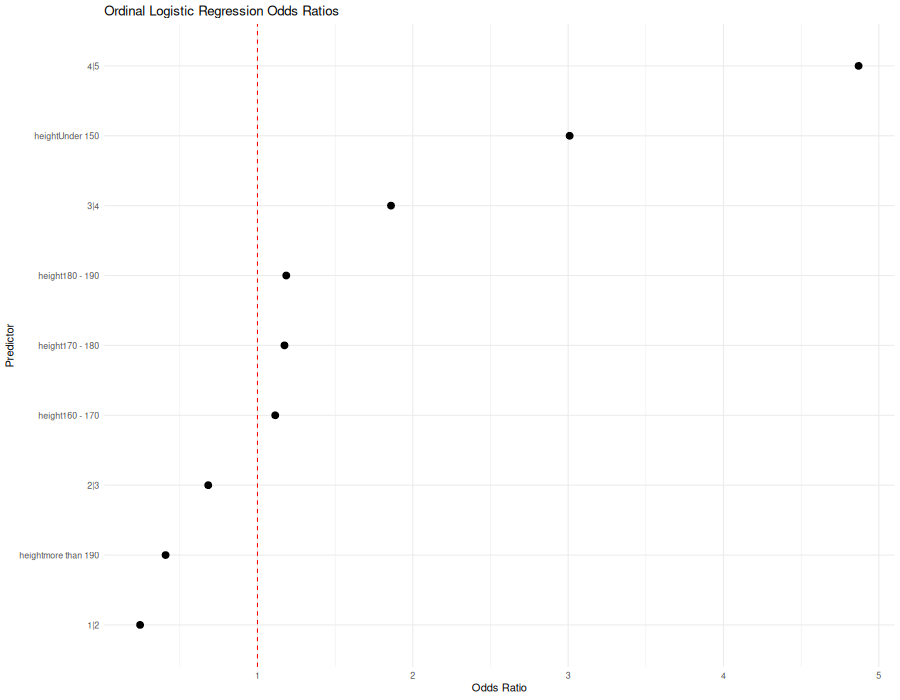 Ordinal Logistic Regression Odds Ratios
4|5
heightUnder 150
3|4
height180 - 190
height170 - 180
height160 - 170
2|3
heightmore than 190
1|2
Predictor
1 2 3 4 5
Odds Ratio